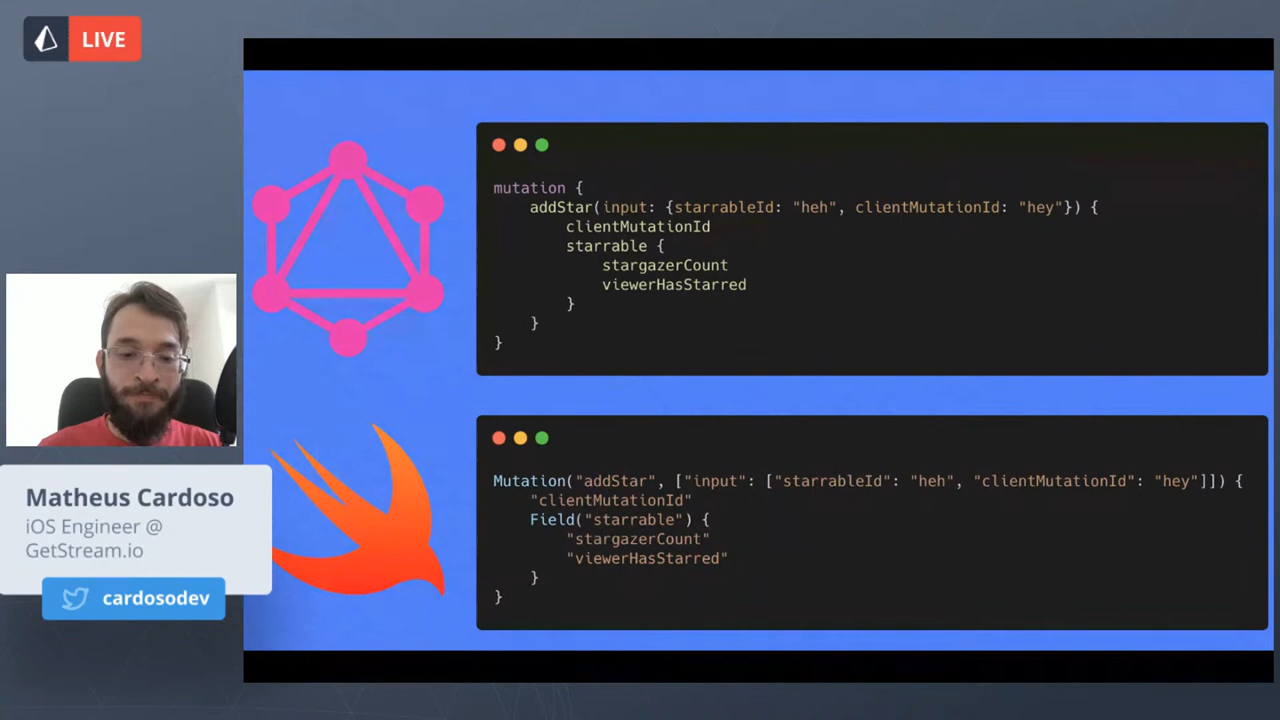 LIVE
mutation {
addStar(input: {starrableId: "heh", clientMutationId: "hey"}) {
clientMutationId
starrable {
stargazerCount
viewerHasStarred
}
}
}
Mutation("addStar", ["input": ["starrableId": "heh", "clientMutationId": "hey"]]) {
"clientMutationId"
Field("starrable") {
"stargazerCount"
"viewerHasStarred"
}
}
Matheus Cardoso
iOS Engineer @
GetStream.io
cardosodev